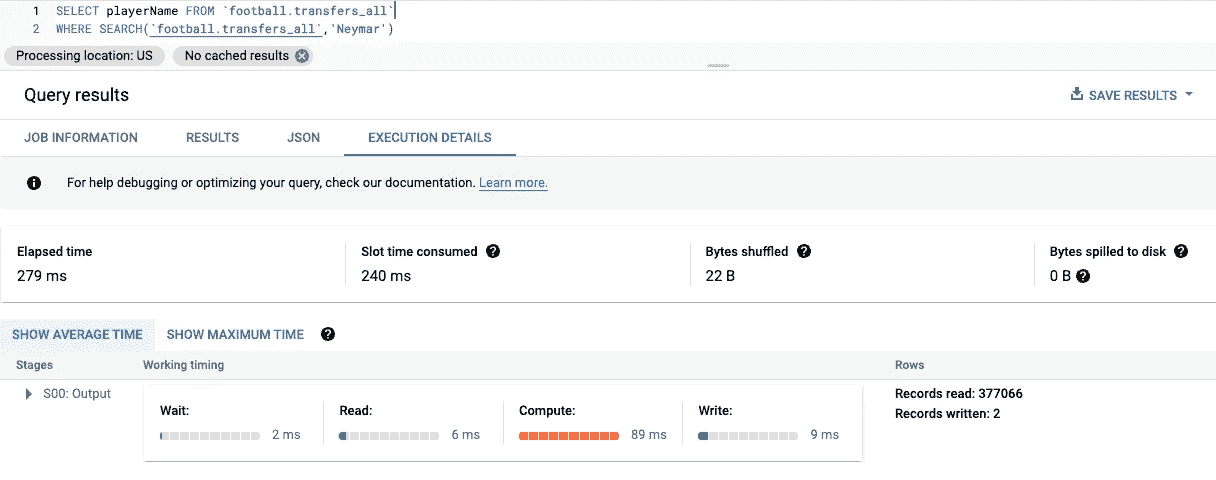 1 SELECT playerName FROM `football.transfers_all`
2 WHERE SEARCH(`football.transfers_all`,'Neymar')
Processing location: US No cached results
Query results SAVE RESULTS
JOB INFORMATION RESULTS JSON EXECUTION DETAILS
For help debugging or optimizing your query, check our documentation. Learn more.
Elapsed time Slot time consumed Bytes shuffled Bytes spilled to disk
279 ms 240 ms 22 B 0 B
SHOW AVERAGE TIME SHOW MAXIMUM TIME
Stages Working timing Rows
S00: Output Records read: 377066
Wait: Read: Compute: Write: Records written: 2
2 ms 6 ms 89 ms 9 ms